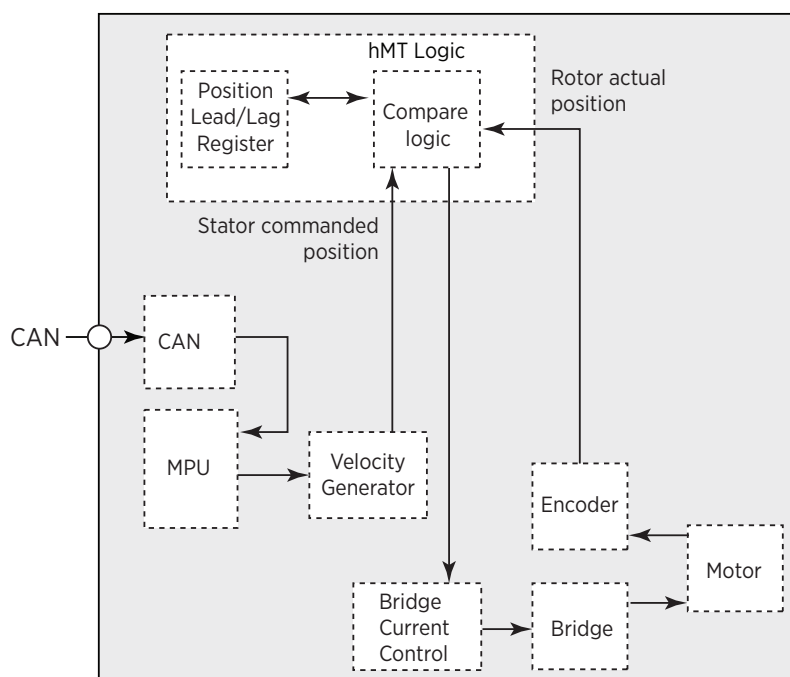 hMT Logic
Position
Lead/Lag
Register
Compare
logic
Rotor actual
position
Stator commanded
position
CAN
CAN
MPU
Velocity
Generator
Encoder
Motor
Bridge
Current
Control
Bridge